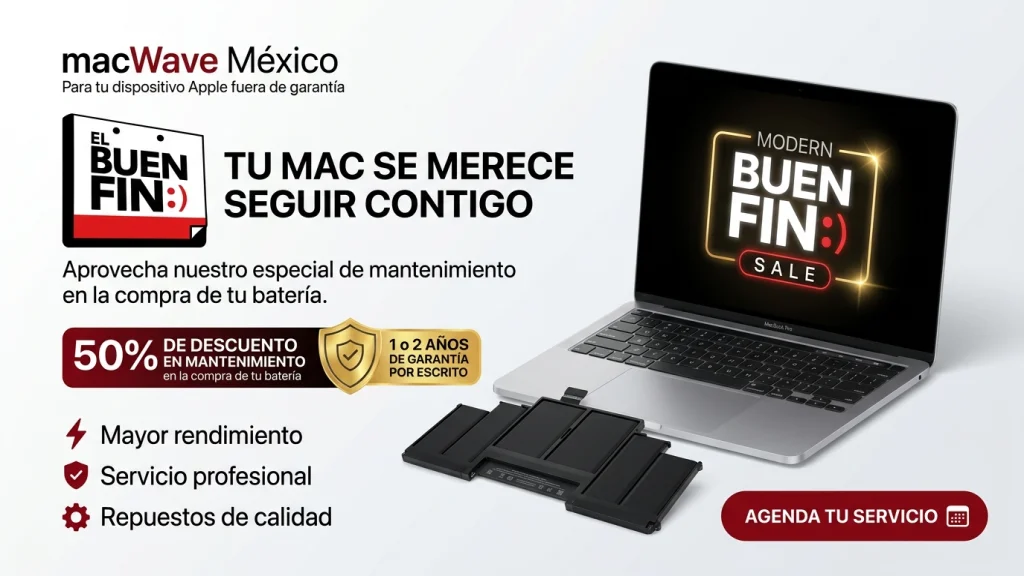 macWave México
Para tu dispositivo Apple fuera de garantía
EL
BUEN
FIN:)
TU MAC SE MERECE
SEGUIR CONTIGO
Aprovecha nuestro especial de mantenimiento
en la compra de tu batería.
50% DE DESCUENTO
EN MANTENIMIENTO
en la compra de tu batería
1 o 2 AÑOS
DE GARANTÍA
POR ESCRITO
Mayor rendimiento
Servicio profesional
Repuestos de calidad
MODERN
BUEN
FIN:)
SALE
MacBook Pro
AGENDA TU SERVICIO